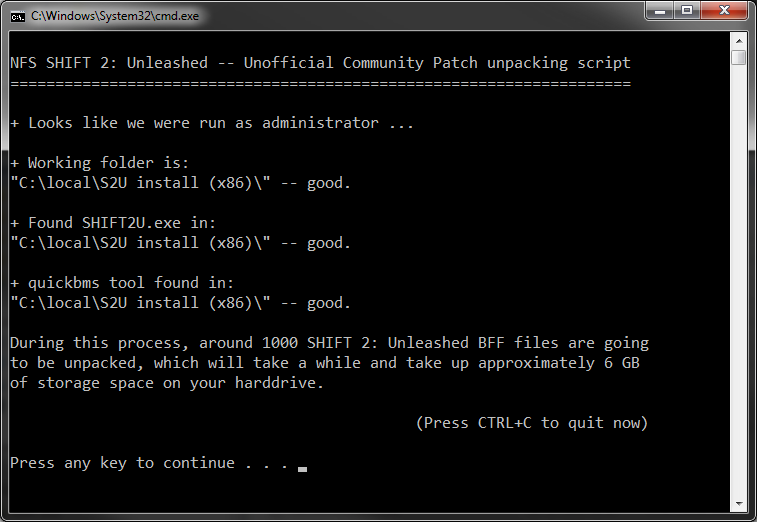 C:\Windows\System32\cmd.exe
NFS SHIFT 2: Unleashed -- Unofficial Community Patch unpacking script
=====================================================================
+ Looks like we were run as administrator ...
+ Working folder is:
"C:\local\S2U install (x86)\" -- good.
+ Found SHIFT2U.exe in:
"C:\local\S2U install (x86)\" -- good.
+ quickbms tool found in:
"C:\local\S2U install (x86)\" -- good.
During this process, around 1000 SHIFT 2: Unleashed BFF files are going
to be unpacked, which will take a while and take up approximately 6 GB
of storage space on your harddrive.
(Press CTRL+C to quit now)
Press any key to continue . . . _